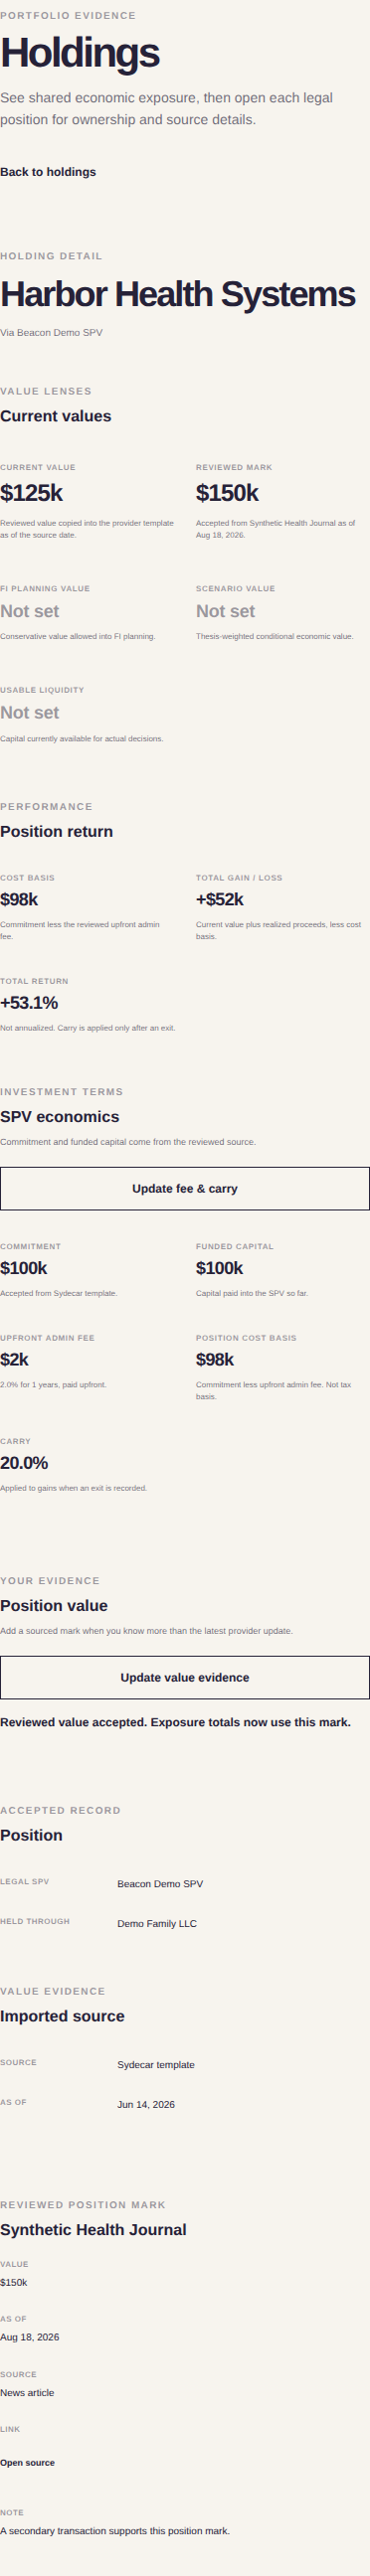 PORTFOLIO EVIDENCE
Holdings
See shared economic exposure, then open each legal
position for ownership and source details.
Back to holdings
HOLDING DETAIL
Harbor Health Systems
Via Beacon Demo SPV
VALUE LENSES
Current values
CURRENT VALUE
$125k
Reviewed value copied into the provider template
as of the source date.
REVIEWED MARK
$150k
Accepted from Synthetic Health Journal as of
Aug 18, 2026.
FI PLANNING VALUE
Not set
Conservative value allowed into FI planning.
SCENARIO VALUE
Not set
Thesis-weighted conditional economic value.
USABLE LIQUIDITY
Not set
Capital currently available for actual decisions.
PERFORMANCE
Position return
COST BASIS
$98k
Commitment less the reviewed upfront admin
fee.
TOTAL GAIN / LOSS
+$52k
Current value plus realized proceeds, less cost
basis.
TOTAL RETURN
+53.1%
Not annualized. Carry is applied only after an exit.
INVESTMENT TERMS
SPV economics
Commitment and funded capital come from the reviewed source.
Update fee & carry
COMMITMENT
$100k
Accepted from Sydecar template.
FUNDED CAPITAL
$100k
Capital paid into the SPV so far.
UPFRONT ADMIN FEE
$2k
2.0% for 1 years, paid upfront.
POSITION COST BASIS
$98k
Commitment less upfront admin fee. Not tax
basis.
CARRY
20.0%
Applied to gains when an exit is recorded.
YOUR EVIDENCE
Position value
Add a sourced mark when you know more than the latest provider update.
Update value evidence
Reviewed value accepted. Exposure totals now use this mark.
ACCEPTED RECORD
Position
LEGAL SPV
Beacon Demo SPV
HELD THROUGH
Demo Family LLC
VALUE EVIDENCE
Imported source
SOURCE
Sydecar template
AS OF
Jun 14, 2026
REVIEWED POSITION MARK
Synthetic Health Journal
VALUE
$150k
AS OF
Aug 18, 2026
SOURCE
News article
LINK
Open source
NOTE
A secondary transaction supports this position mark.